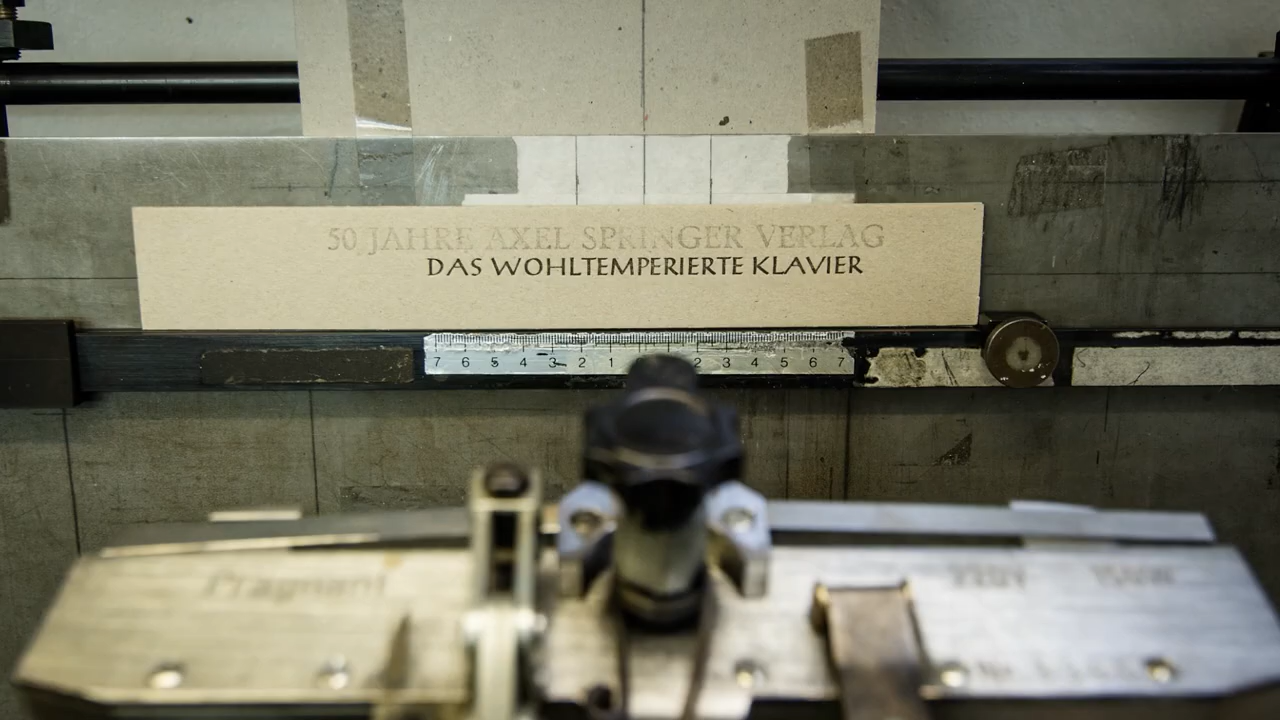 50 JAHRE AXEL SPRINGER VERLAG
DAS WOHLTEMPERIERTE KLAVIER
7 6 5 4 3 2 1 2 3 4 5 6 7
Prägnant